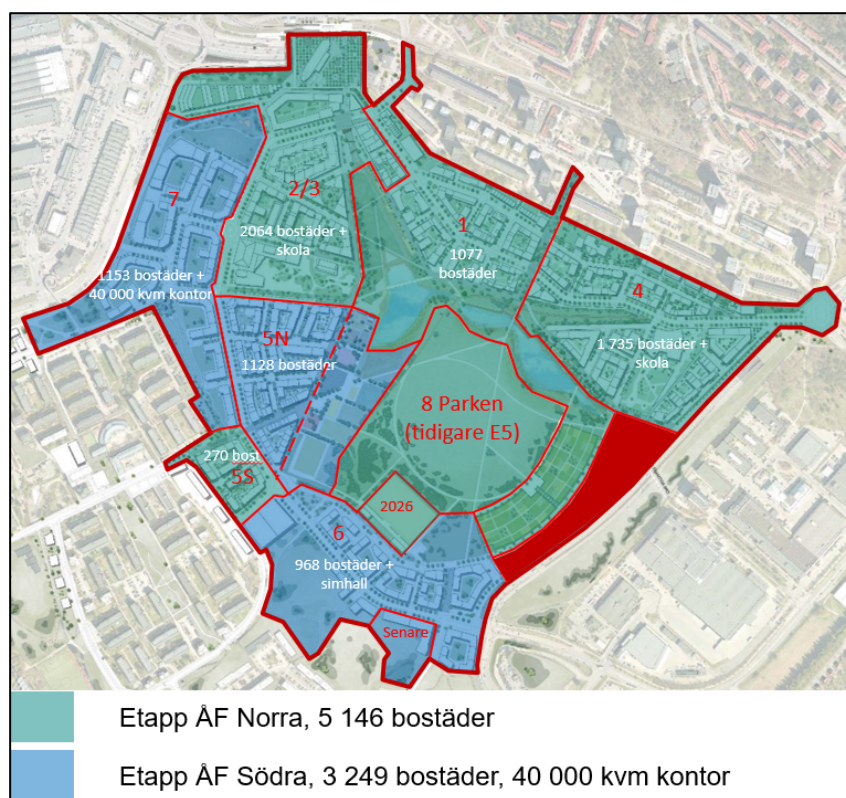 2/3
2064 bostäder +
skola
7
1153 bostäder +
40 000 kvm kontor
1
1077
bostäder
4
1 735 bostäder +
skola
5N
1128 bostäder
8 Parken
(tidigare E5)
270 bost
5S
2026
6
968 bostäder +
simhall
Senare
Etapp ÅF Norra, 5 146 bostäder
Etapp ÅF Södra, 3 249 bostäder, 40 000 kvm kontor